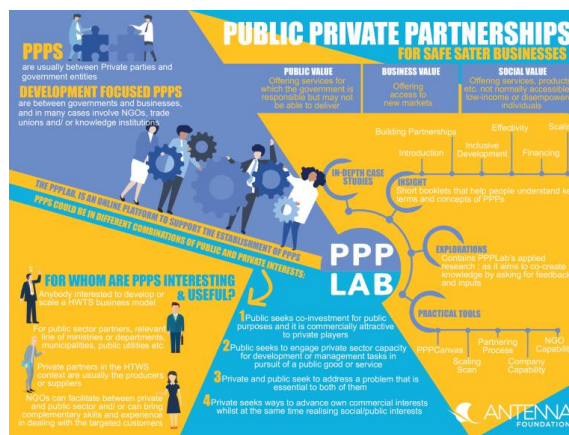 PPPS
are usually between Private parties and
government entities
DEVELOPMENT FOCUSED PPPS
are between governments and businesses,
and in many cases involve NGOs, trade
unions and/ or knowledge institutions
PUBLIC PRIVATE PARTNERSHIPS
FOR SAFE SATER BUSINESSES
PUBLIC VALUE
Offering services for
which the government is
responsible but may not
be able to deliver
BUSINESS VALUE
Offering
access to
new markets
SOCIAL VALUE
Offering services, products
etc. not normally accessible
low-income or disempower
individuals
Building Partnerships
Effectivity
Scali
Introduction
Inclusive
Development
Financing
IN-DEPTH CASE
STUDIES
INSIGHT
Short booklets that help people understand ke
terms and concepts of PPPs
THE PPPLAB, IS AN ONLINE PLATFORM TO SUPPORT THE ESTABLISHMENT OF PPPS
PPPS COULD BE IN DIFFERENT COMBINATIONS OF PUBLIC AND PRIVATE INTERESTS:
PPP
LAB
EXPLORATIONS
Contains PPPLab's applied
research ; as it aims to co-create
knowledge by asking for feedback
and inputs
PRACTICAL TOOLS
PPPCanvas
Scaling
Scan
Partnering
Process
Company
Capability
NGO
Capability
FOR WHOM ARE PPPS INTERESTING
& USEFUL?
Anybody interested to develop or
scale a HWTS business model
For public sector partners, relevant
line of ministries or departments,
municipalities, public utilities etc.
Private partners in the HTWS
context are usually the producers
or suppliers
NGOs can facilitate between private
and public sector and/ or can bring
complementary skills and experience
in dealing with the targeted customers
1 Public seeks co-investment for public
purposes and it is commercially attractive
to private players
2 Public seeks to engage private sector capacity
for development or management tasks in
pursuit of a public good or service
3 Private and public seek to address a problem that is
essential to both of them
4 Private seeks ways to advance own commercial interests
whilst at the same time realising social/public interests
ANTENNA
FOUNDATION